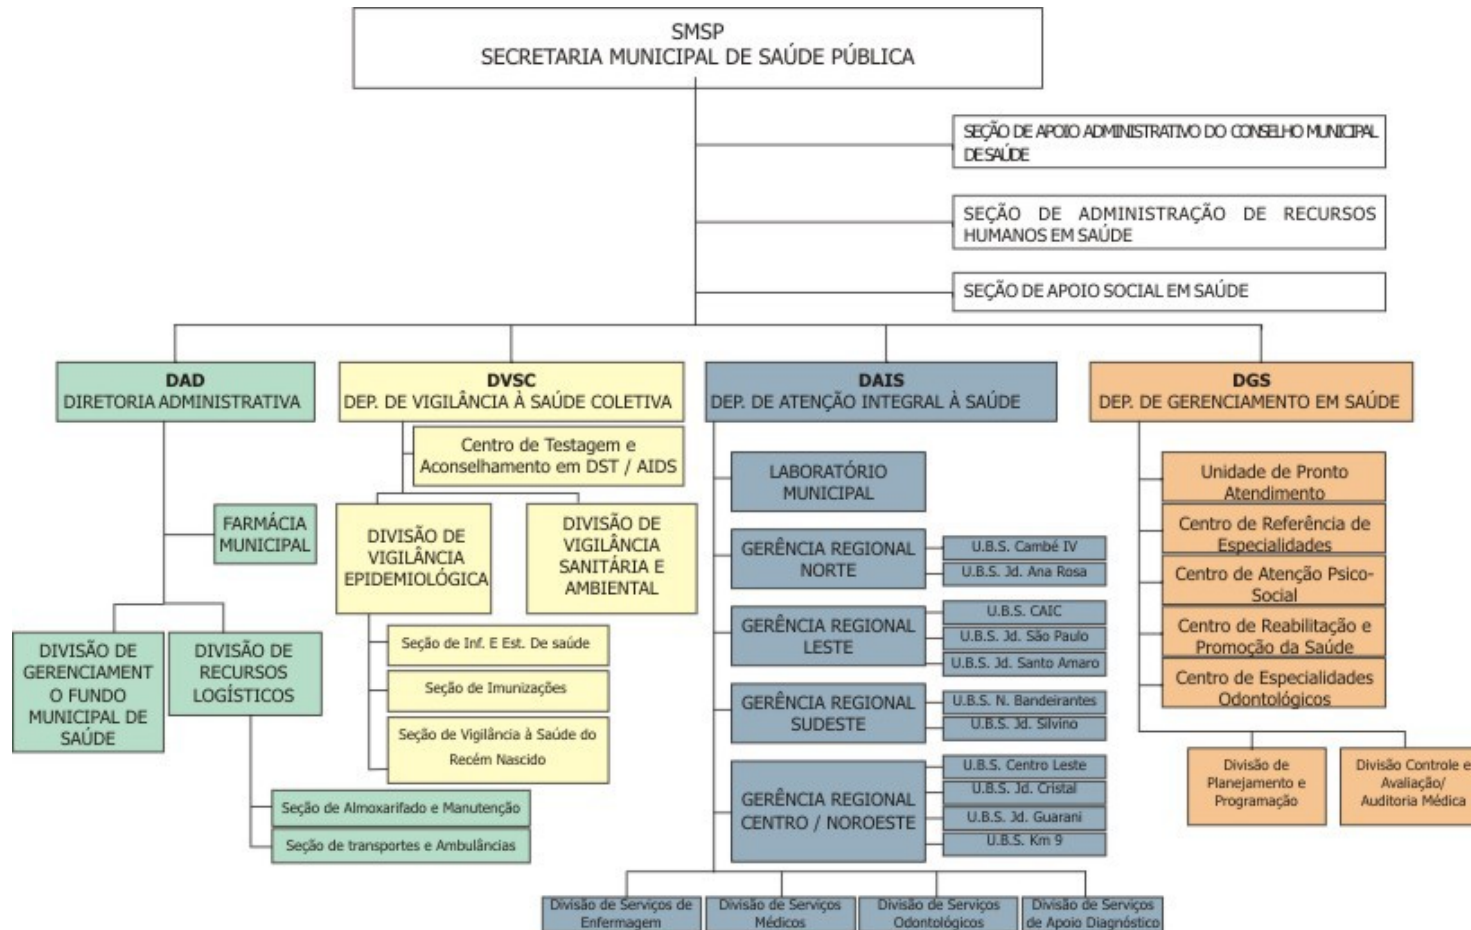 SMSP
SECRETARIA MUNICIPAL DE SAÚDE PÚBLICA
SEÇÃO DE APOIO ADMINISTRATIVO DO CONSELHO MUNICIPAL
DE SAÚDE
SEÇÃO DE ADMINISTRAÇÃO DE RECURSOS
HUMANOS EM SAÚDE
SEÇÃO DE APOIO SOCIAL EM SAÚDE
DAD
DIRETORIA ADMINISTRATIVA
FARMÁCIA
MUNICIPAL
DIVISÃO DE
GERENCIAMENT
O FUNDO
MUNICIPAL DE
SAÚDE
DIVISÃO DE
RECURSOS
LOGÍSTICOS
Seção de Almoxarifado e Manutenção
Seção de transportes e Ambulâncias
DVSC
DEP. DE VIGILÂNCIA À SAÚDE COLETIVA
Centro de Testagem e
Aconselhamento em DST / AIDS
DIVISÃO DE
VIGILÂNCIA
EPIDEMIOLÓGICA
DIVISÃO DE
VIGILÂNCIA
SANITÁRIA E
AMBIENTAL
Seção de Inf. E Est. De saúde
Seção de Imunizações
Seção de Vigilância à Saúde do
Recém Nascido
DAIS
DEP. DE ATENÇÃO INTEGRAL À SAÚDE
LABORATÓRIO
MUNICIPAL
GERÊNCIA REGIONAL
NORTE
U.B.S. Cambé IV
U.B.S. Jd. Ana Rosa
GERÊNCIA REGIONAL
LESTE
U.B.S. CAIC
U.B.S. Jd. São Paulo
U.B.S. Jd. Santo Amaro
GERÊNCIA REGIONAL
SUDESTE
U.B.S. N. Bandeirantes
U.B.S. Jd. Silvino
GERÊNCIA REGIONAL
CENTRO / NOROESTE
U.B.S. Centro Leste
U.B.S. Jd. Cristal
U.B.S. Jd. Guarani
U.B.S. Km 9
Divisão de Serviços de
Enfermagem
Divisão de Serviços
Médicos
Divisão de Serviços
Odontológicos
Divisão de Serviços
de Apoio Diagnóstico
DGS
DEP. DE GERENCIAMENTO EM SAÚDE
Unidade de Pronto
Atendimento
Centro de Referência de
Especialidades
Centro de Atenção Psico-
Social
Centro de Reabilitação e
Promoção da Saúde
Centro de Especialidades
Odontológicos
Divisão de
Planejamento e
Programação
Divisão Controle e
Avaliação/
Auditoria Médica